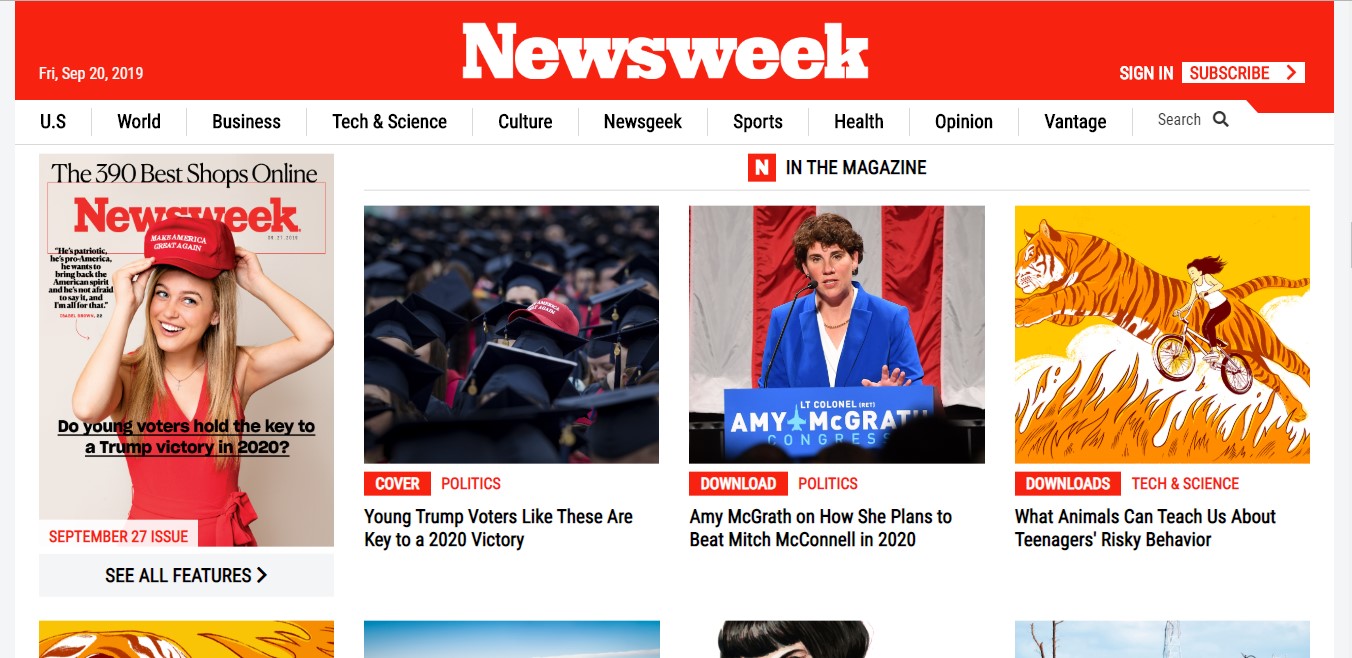 Newsweek
Fri, Sep 20, 2019
SIGN IN
SUBSCRIBE
U.S
World
Business
Tech & Science
Culture
Newsgeek
Sports
Health
Opinion
Vantage
Search
The 390 Best Shops Online
Newsweek
09.27.2019
MAKE AMERICA
GREAT AGAIN
"He's patriotic,
he's pro-America,
he wants to
bring back the
American spirit
and he's not afraid
to say it, and
I'm all for that."
ISABEL BROWN, 22
Do young voters hold the key to
a Trump victory in 2020?
SEPTEMBER 27 ISSUE
SEE ALL FEATURES
N IN THE MAGAZINE
AMERICA
AGAIN
COVER POLITICS
Young Trump Voters Like These Are
Key to a 2020 Victory
LT COLONEL (RET)
AMY McGRATH
CONGRESS
DOWNLOAD POLITICS
Amy McGrath on How She Plans to
Beat Mitch McConnell in 2020
DOWNLOADS TECH & SCIENCE
What Animals Can Teach Us About
Teenagers' Risky Behavior